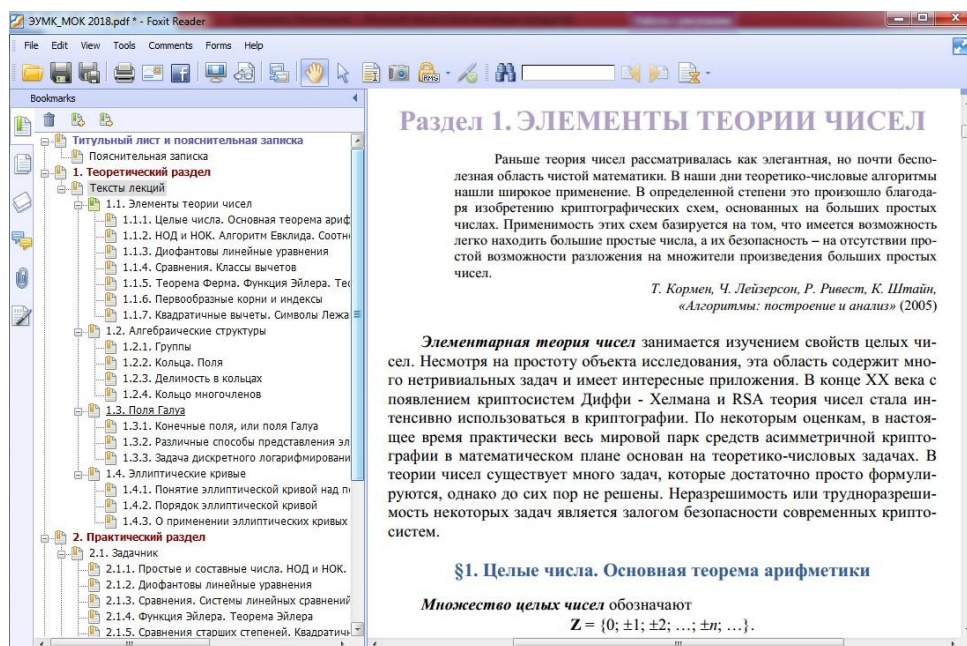 ЭУМК_МОК 2018.pdf * - Foxit Reader
File Edit View Tools Comments Forms Help
Bookmarks
Титульный лист и пояснительная записка
Пояснительная записка
1. Теоретический раздел
Тексты лекций
1.1. Элементы теории чисел
1.1.1. Целые числа. Основная теорема ариф
1.1.2. НОД и НОК. Алгоритм Евклида. Соотн
1.1.3. Диофантовы линейные уравнения
1.1.4. Сравнения. Классы вычетов
1.1.5. Теорема Ферма. Функция Эйлера. Тео
1.1.6. Первообразные корни и индексы
1.1.7. Квадратичные вычеты. Символы Лежа
1.2. Алгебраические структуры
1.2.1. Группы
1.2.2. Кольца. Поля
1.2.3. Делимость в кольцах
1.2.4. Кольцо многочленов
1.3. Поля Галуа
1.3.1. Конечные поля, или поля Галуа
1.3.2. Различные способы представления эл
1.3.3. Задача дискретного логарифмировани
1.4. Эллиптические кривые
1.4.1. Понятие эллиптической кривой над п
1.4.2. Порядок эллиптической кривой
1.4.3. О применении эллиптических кривых
2. Практический раздел
2.1. Задачник
2.1.1. Простые и составные числа. НОД и НОК.
2.1.2. Диофантовы линейные уравнения
2.1.3. Сравнения. Системы линейных сравнений
2.1.4. Функция Эйлера. Теорема Эйлера
2.1.5. Сравнения старших степеней. Квадратичн
Раздел 1. ЭЛЕМЕНТЫ ТЕОРИИ ЧИСЕЛ
Раньше теория чисел рассматривалась как элегантная, но почти беспо-
лезная область чистой математики. В наши дни теоретико-числовые алгоритмы
нашли широкое применение. В определенной степени это произошло благода-
ря изобретению криптографических схем, основанных на больших простых
числах. Применимость этих схем базируется на том, что имеется возможность
легко находить большие простые числа, а их безопасность – на отсутствии про-
стой возможности разложения на множители произведения больших простых
чисел.
Т. Кормен, Ч. Лейзерсон, Р. Ривест, К. Штайн,
«Алгоритмы: построение и анализ» (2005)
Элементарная теория чисел занимается изучением свойств целых чи-
сел. Несмотря на простоту объекта исследования, эта область содержит мно-
го нетривиальных задач и имеет интересные приложения. В конце XX века с
появлением криптосистем Диффи - Хелмана и RSA теория чисел стала ин-
тенсивно использоваться в криптографии. По некоторым оценкам, в настоя-
щее время практически весь мировой парк средств асимметричной крипто-
графии в математическом плане основан на теоретико-числовых задачах. В
теории чисел существует много задач, которые достаточно просто формули-
руются, однако до сих пор не решены. Неразрешимость или трудноразреши-
мость некоторых задач является залогом безопасности современных крипто-
систем.
§1. Целые числа. Основная теорема арифметики
Множество целых чисел обозначают
Z = {0; ±1; ±2; …; ±n; …}.